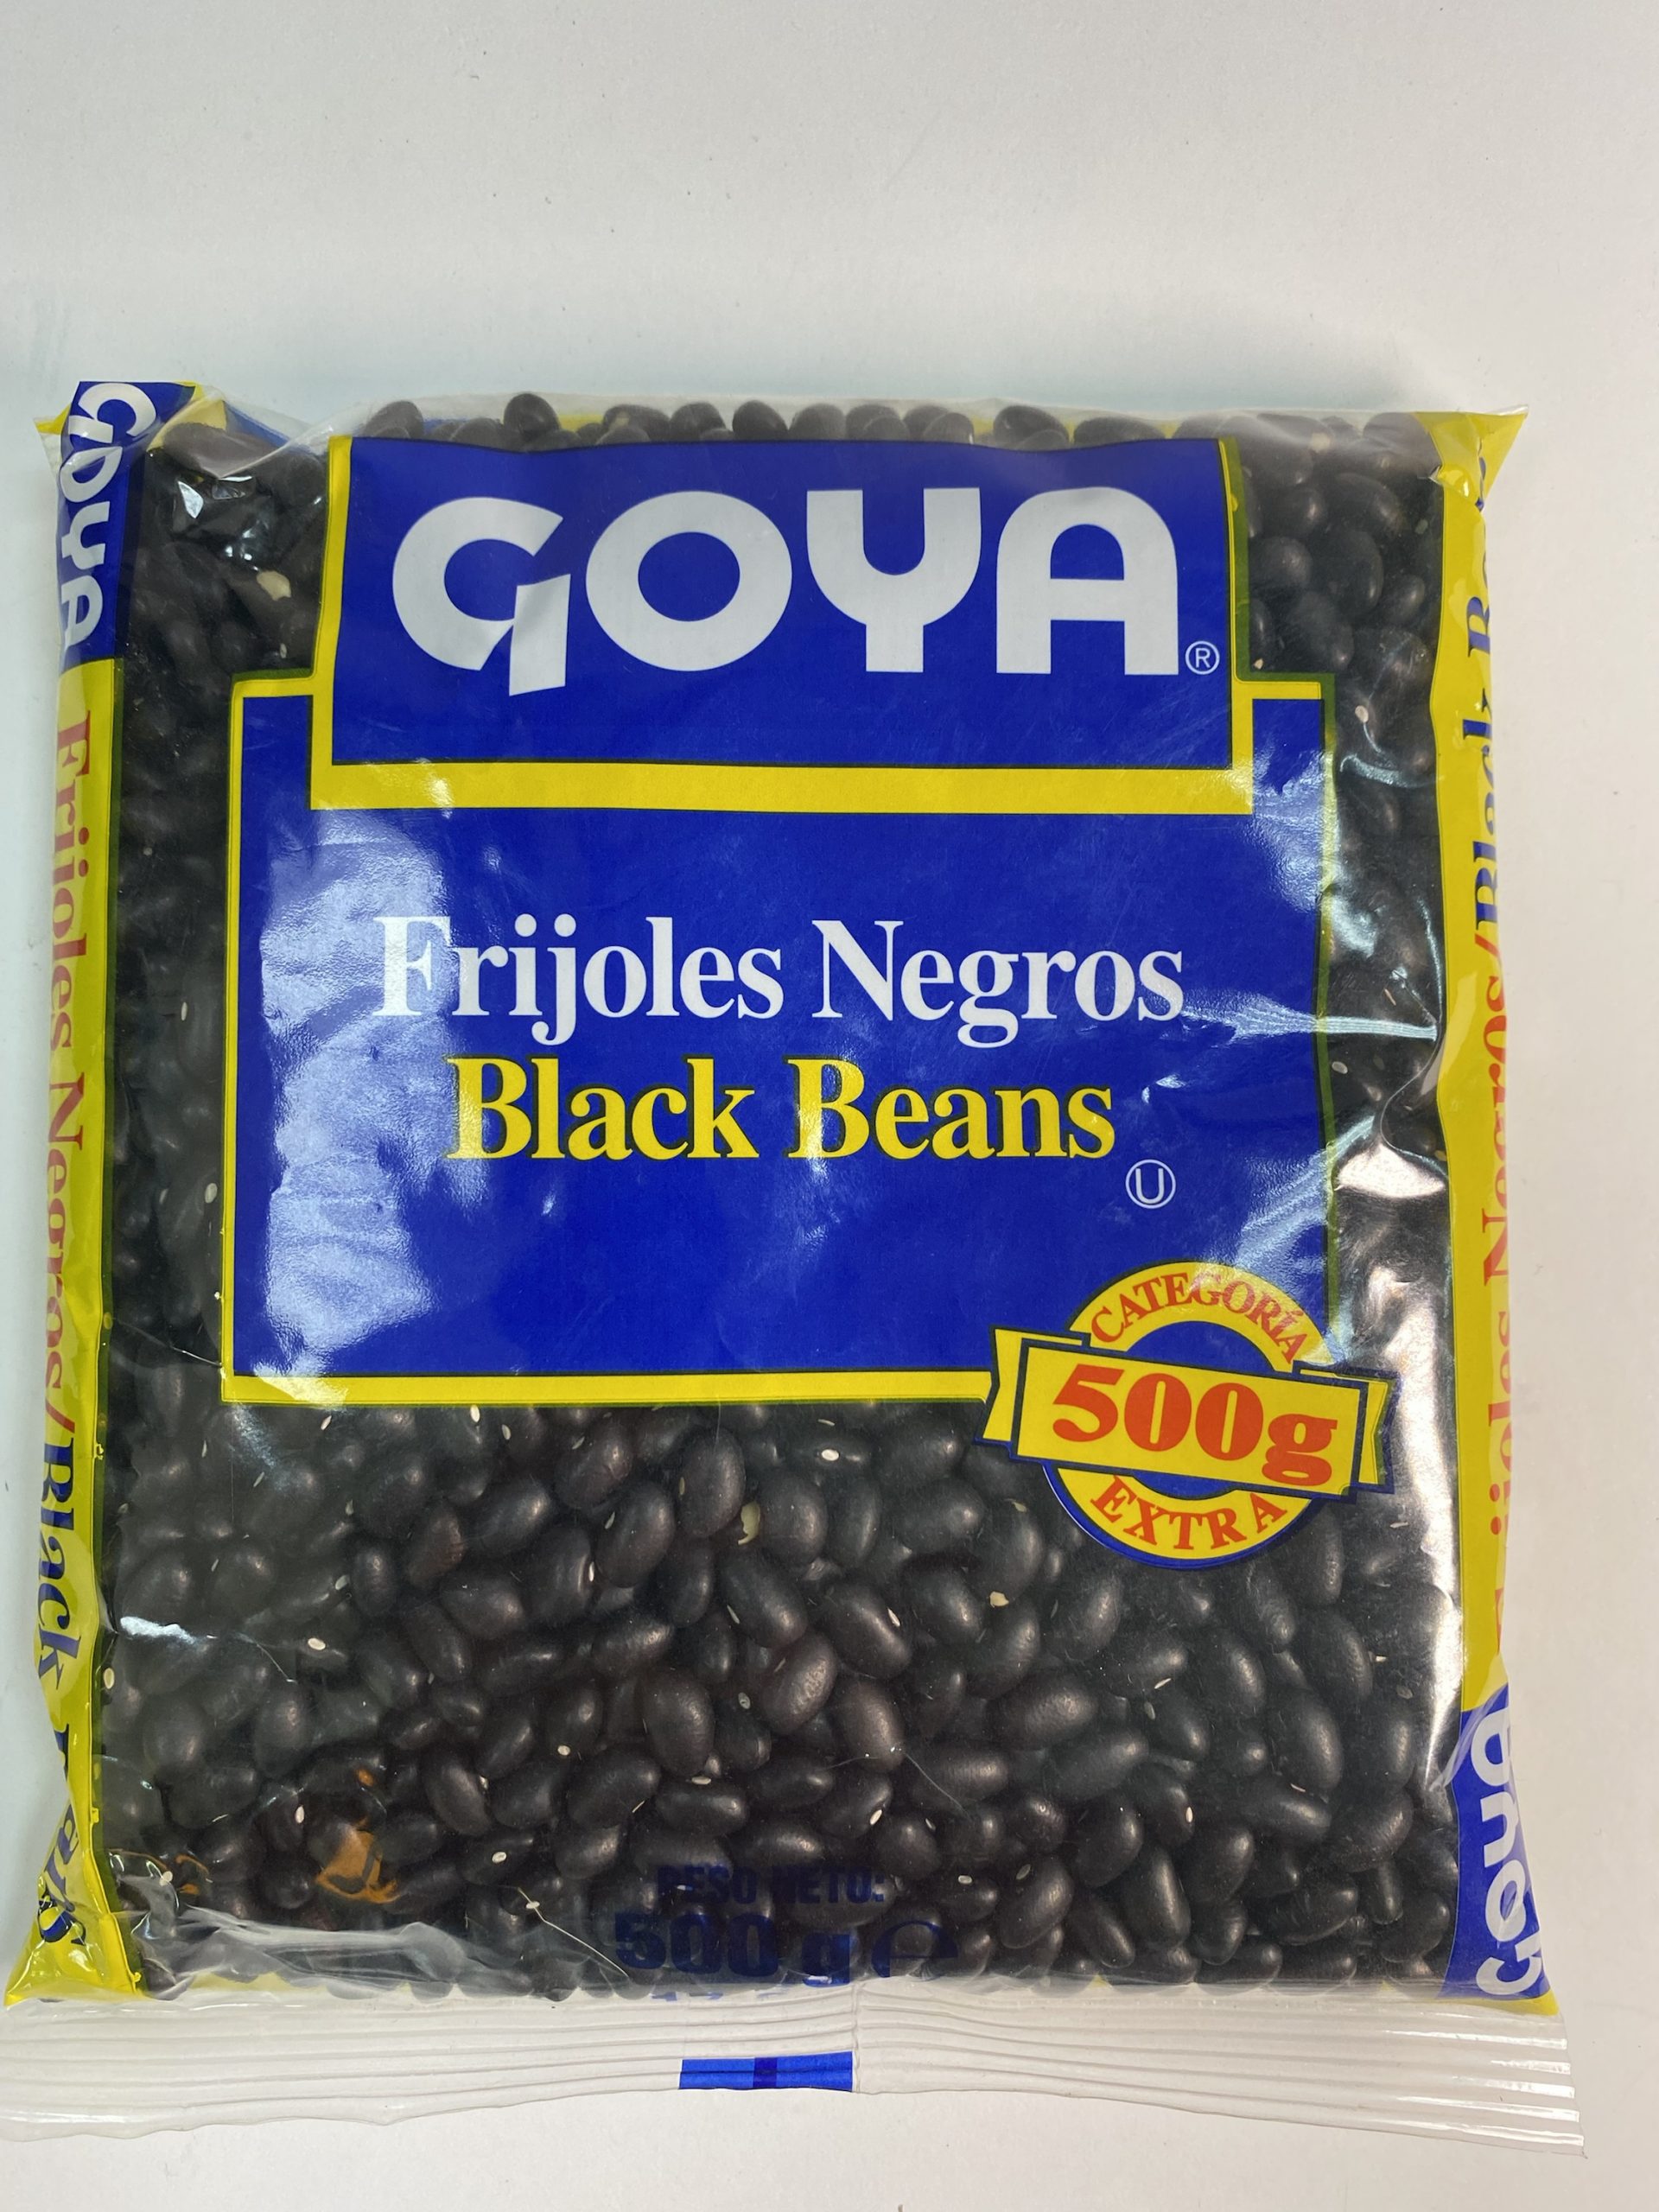 GOYA®
Frijoles Negros
Black Beans
U
CATEGORÍA
500g
EXTRA
PESO NETO:
500 g ℮
GOYA
Frijoles Negros/Black Beans
Frijoles Negros/Black
GOYA